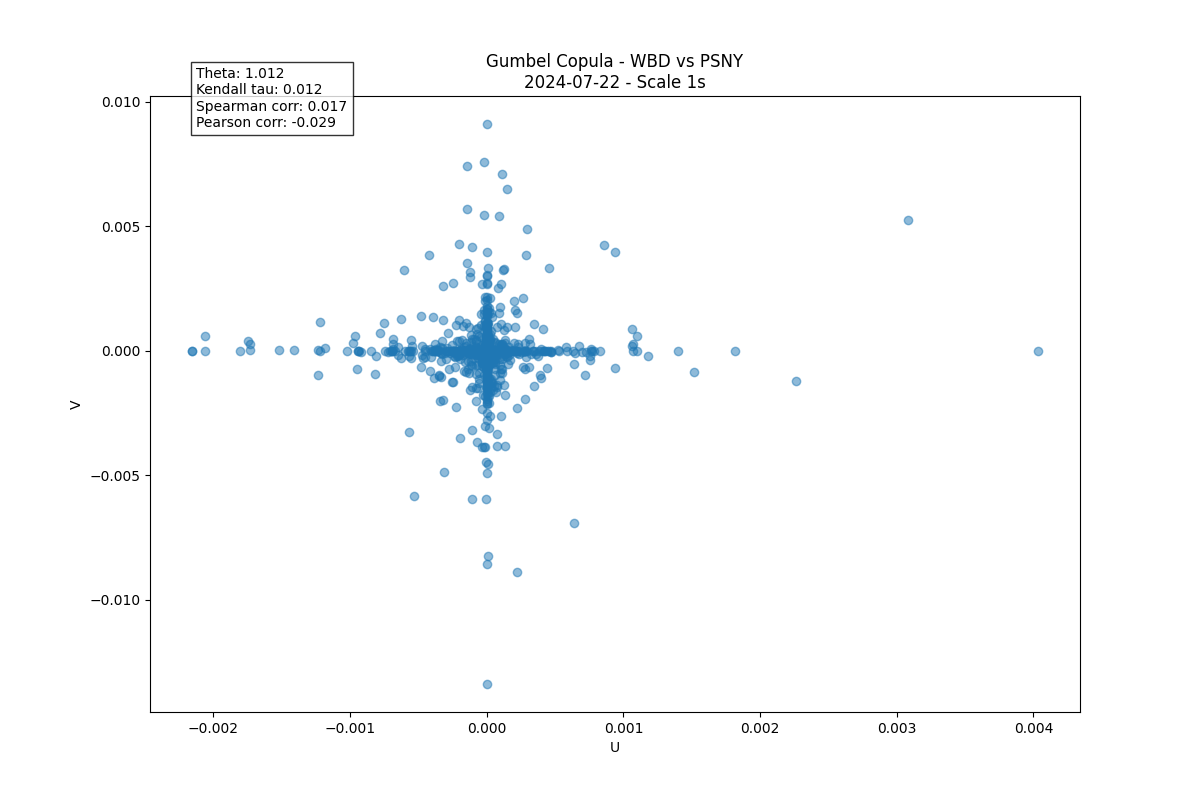 Gumbel Copula - WBD vs PSNY
2024-07-22 - Scale 1s
Theta: 1.012
Kendall tau: 0.012
Spearman corr: 0.017
Pearson corr: -0.029
0.010
0.005
0.000
−0.005
−0.010
V
−0.002
−0.001
0.000
0.001
0.002
0.003
0.004
U